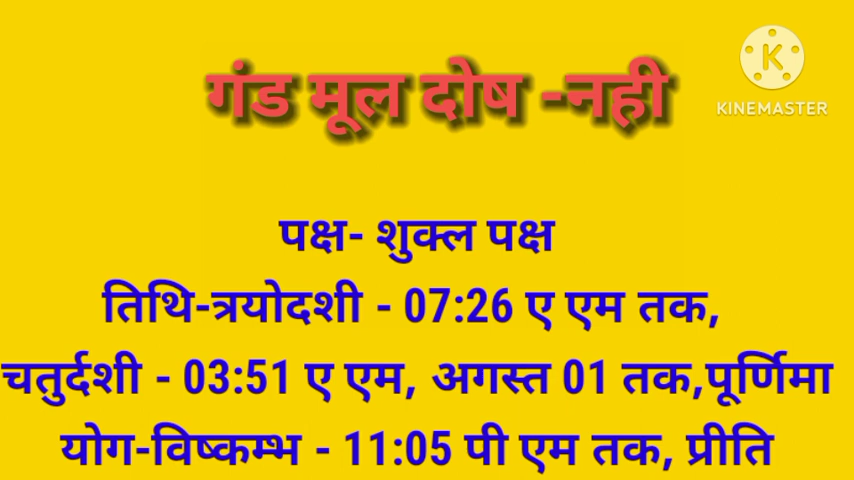 गंड मूल दोष -नही
KINEMASTER
पक्ष- शुक्ल पक्ष
तिथि-त्रयोदशी - 07:26 ए एम तक,
चतुर्दशी - 03:51 ए एम, अगस्त 01 तक,पूर्णिमा
योग-विष्कम्भ - 11:05 पी एम तक, प्रीति